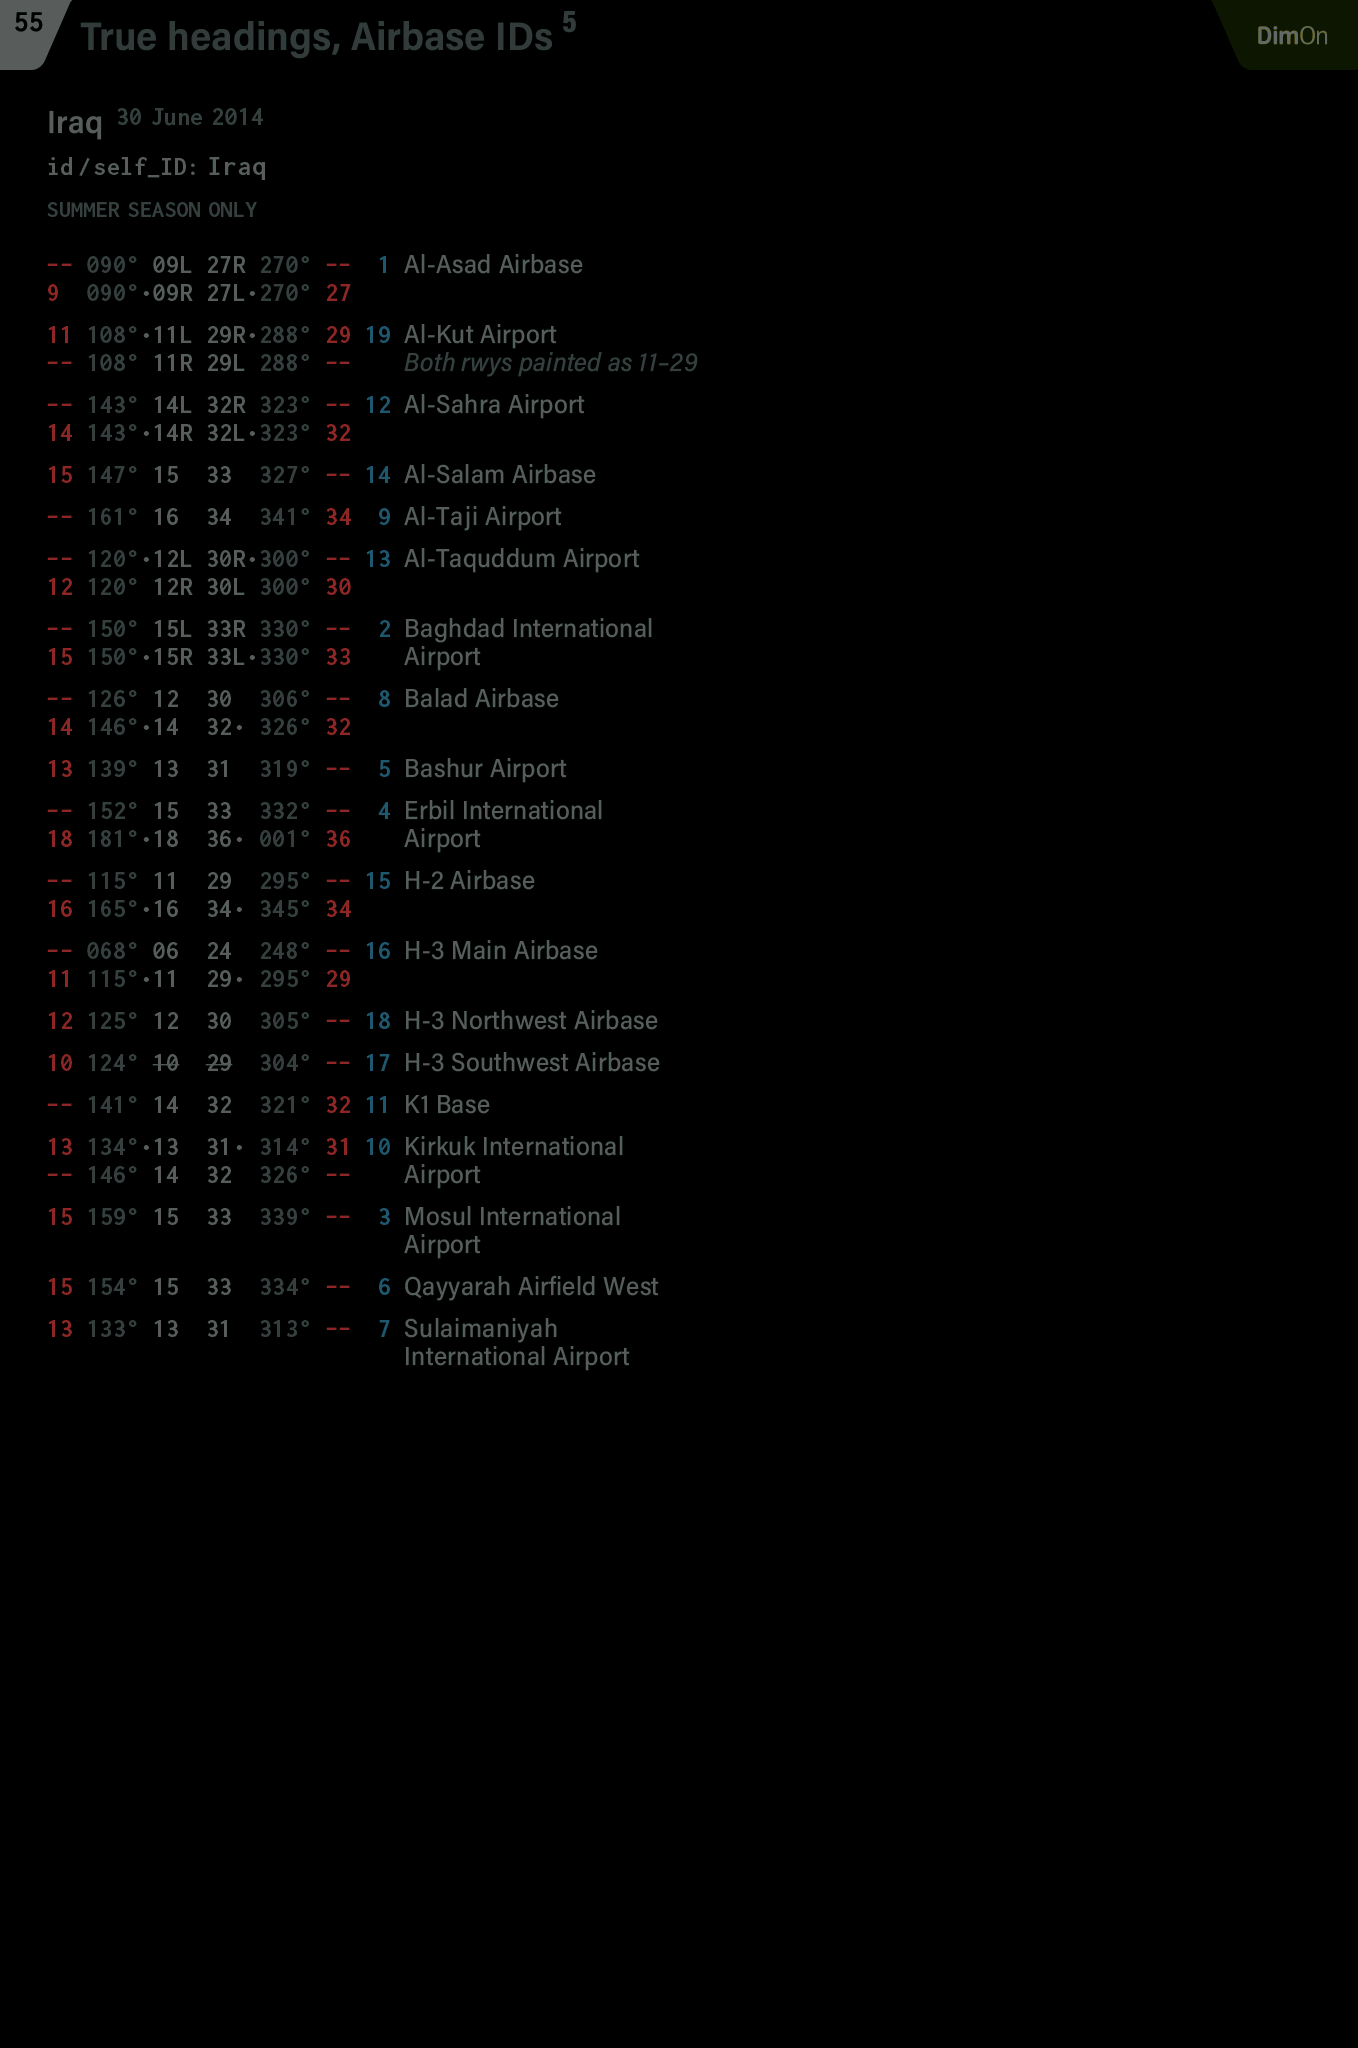 55 True headings, Airbase IDs 5 DimOn
Iraq 30 June 2014
id/self_ID: Iraq
SUMMER SEASON ONLY
-- 090° 09L 27R 270° -- 1 Al-Asad Airbase
9 090°·09R 27L·270° 27
11 108°·11L 29R·288° 29 19 Al-Kut Airport
-- 108° 11R 29L 288° -- Both rwys painted as 11–29
-- 143° 14L 32R 323° -- 12 Al-Sahra Airport
14 143°·14R 32L·323° 32
15 147° 15 33 327° -- 14 Al-Salam Airbase
-- 161° 16 34 341° 34 9 Al-Taji Airport
-- 120°·12L 30R·300° -- 13 Al-Taquddum Airport
12 120° 12R 30L 300° 30
-- 150° 15L 33R 330° -- 2 Baghdad International
15 150°·15R 33L·330° 33 Airport
-- 126° 12 30 306° -- 8 Balad Airbase
14 146°·14 32· 326° 32
13 139° 13 31 319° -- 5 Bashur Airport
-- 152° 15 33 332° -- 4 Erbil International
18 181°·18 36· 001° 36 Airport
-- 115° 11 29 295° -- 15 H-2 Airbase
16 165°·16 34· 345° 34
-- 068° 06 24 248° -- 16 H-3 Main Airbase
11 115°·11 29· 295° 29
12 125° 12 30 305° -- 18 H-3 Northwest Airbase
10 124° 10 29 304° -- 17 H-3 Southwest Airbase
-- 141° 14 32 321° 32 11 K1 Base
13 134°·13 31· 314° 31 10 Kirkuk International
-- 146° 14 32 326° -- Airport
15 159° 15 33 339° -- 3 Mosul International
Airport
15 154° 15 33 334° -- 6 Qayyarah Airfield West
13 133° 13 31 313° -- 7 Sulaimaniyah
International Airport